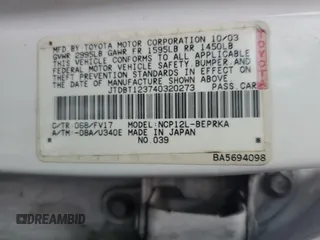 MFD. BY TOYOTA MOTOR CORPORATION 10/03
GVWR 2995LB GAWR FR 1595LB RR 1450LB
THIS VEHICLE CONFORMS TO ALL APPLICABLE
FEDERAL MOTOR VEHICLE SAFETY, BUMPER, AND
THEFT PREVENTION STANDARDS IN EFFECT ON
THE DATE OF MANUFACTURE SHOWN ABOVE.
JTDBT123740320273 PASS CAR
C/TR: 068/FV17 MODEL: NCP12L-BEPRKA
A/TM: -08A/U340E MADE IN JAPAN
NO.039
BA5694098
TOYOTA
DREAMBID